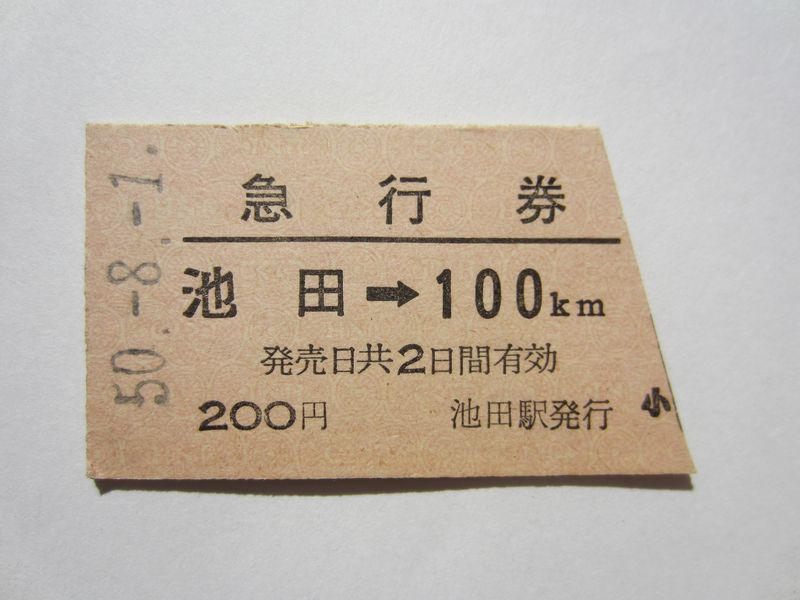 急行券
池田➡100km
発売日共2日間有効
200円 池田駅発行
小
50.-8.-1.